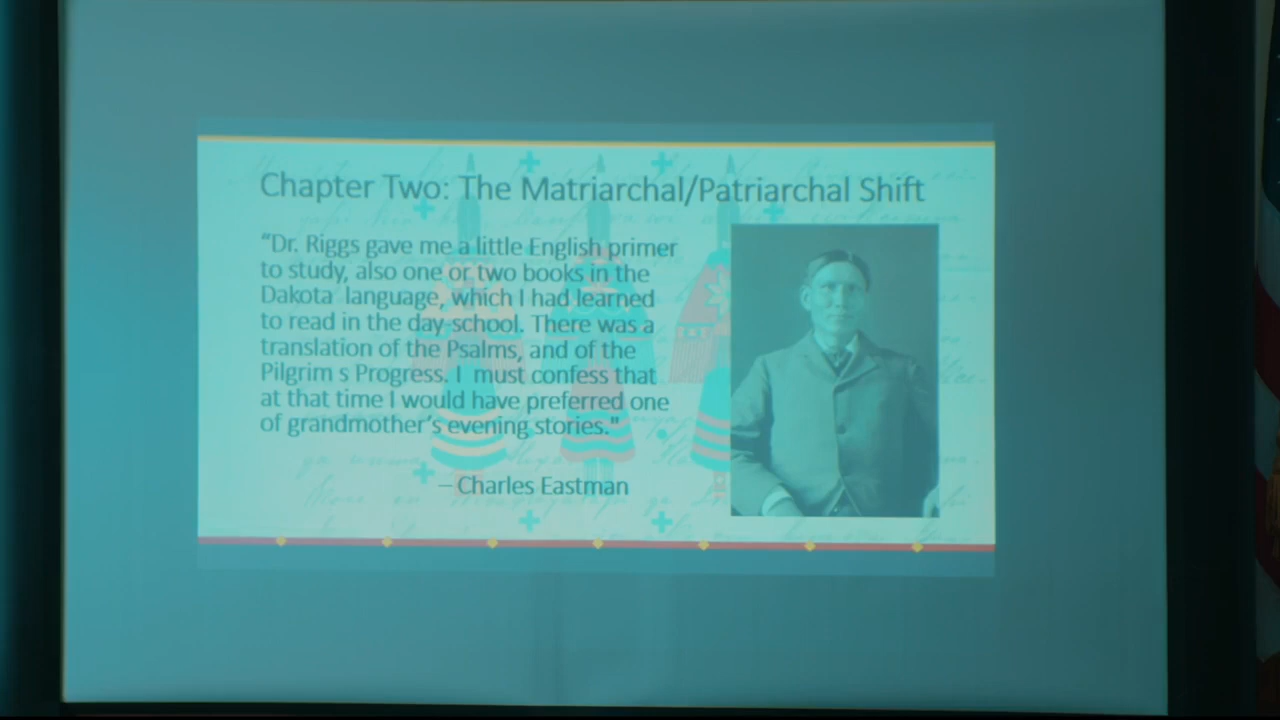 Chapter Two: The Matriarchal/Patriarchal Shift
“Dr. Riggs gave me a little English primer
to study, also one or two books in the
Dakota language, which I had learned
to read in the day school. There was a
translation of the Psalms, and of the
Pilgrim s Progress. I must confess that
at that time I would have preferred one
of grandmother’s evening stories."
– Charles Eastman